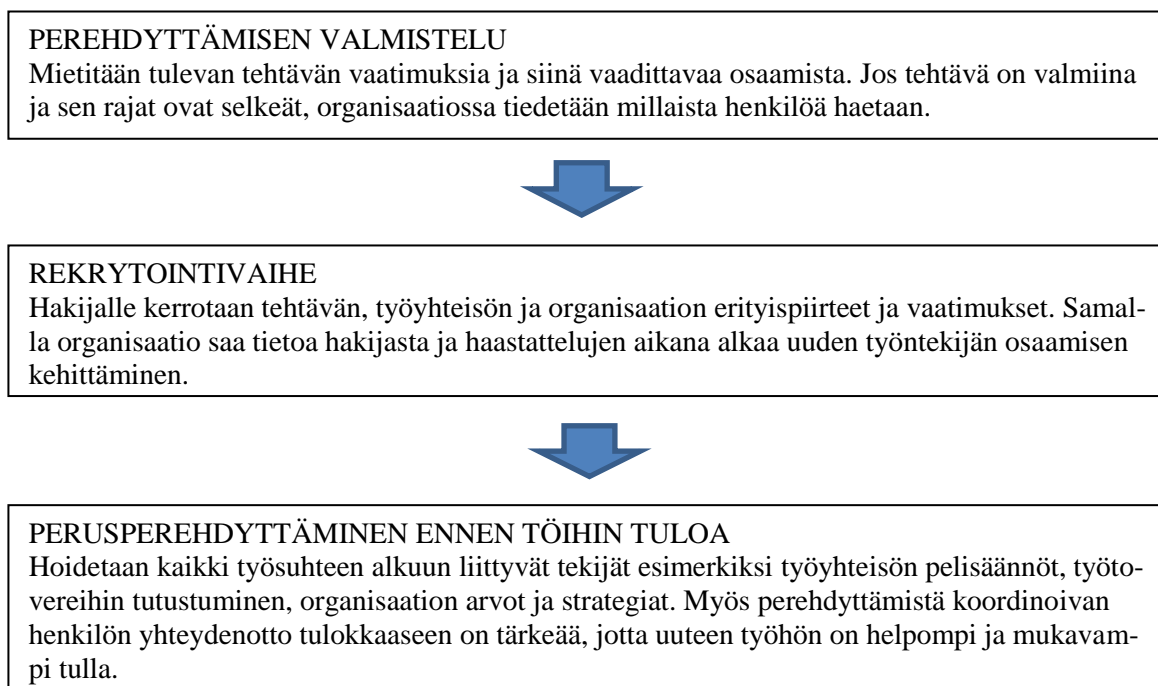 PEREHDYTTÄMISEN VALMISTELU
Mietitään tulevan tehtävän vaatimuksia ja siinä vaadittavaa osaamista. Jos tehtävä on valmiina
ja sen rajat ovat selkeät, organisaatiossa tiedetään millaista henkilöä haetaan.
REKRYTOINTIVAIHE
Hakijalle kerrotaan tehtävän, työyhteisön ja organisaation erityispiirteet ja vaatimukset. Samal-
la organisaatio saa tietoa hakijasta ja haastattelujen aikana alkaa uuden työntekijän osaamisen
kehittäminen.
PERUSPEREHDYTTÄMINEN ENNEN TÖIHIN TULOA
Hoidetaan kaikki työsuhteen alkuun liittyvät tekijät esimerkiksi työyhteisön pelisäännöt, työto-
vereihin tutustuminen, organisaation arvot ja strategiat. Myös perehdyttämistä koordinoivan
henkilön yhteydenotto tulokkaaseen on tärkeää, jotta uuteen työhön on helpompi ja mukavam-
pi tulla.